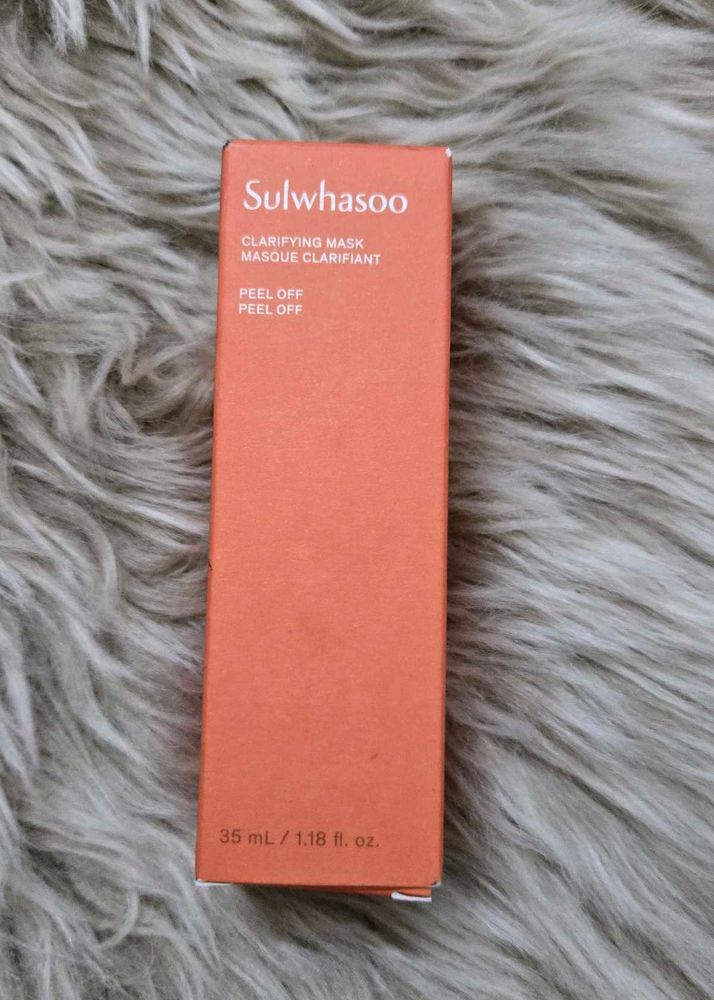 Sulwhasoo
CLARIFYING MASK
MASQUE CLARIFIANT
PEEL OFF
PEEL OFF
35 mL / 1.18 fl. oz.